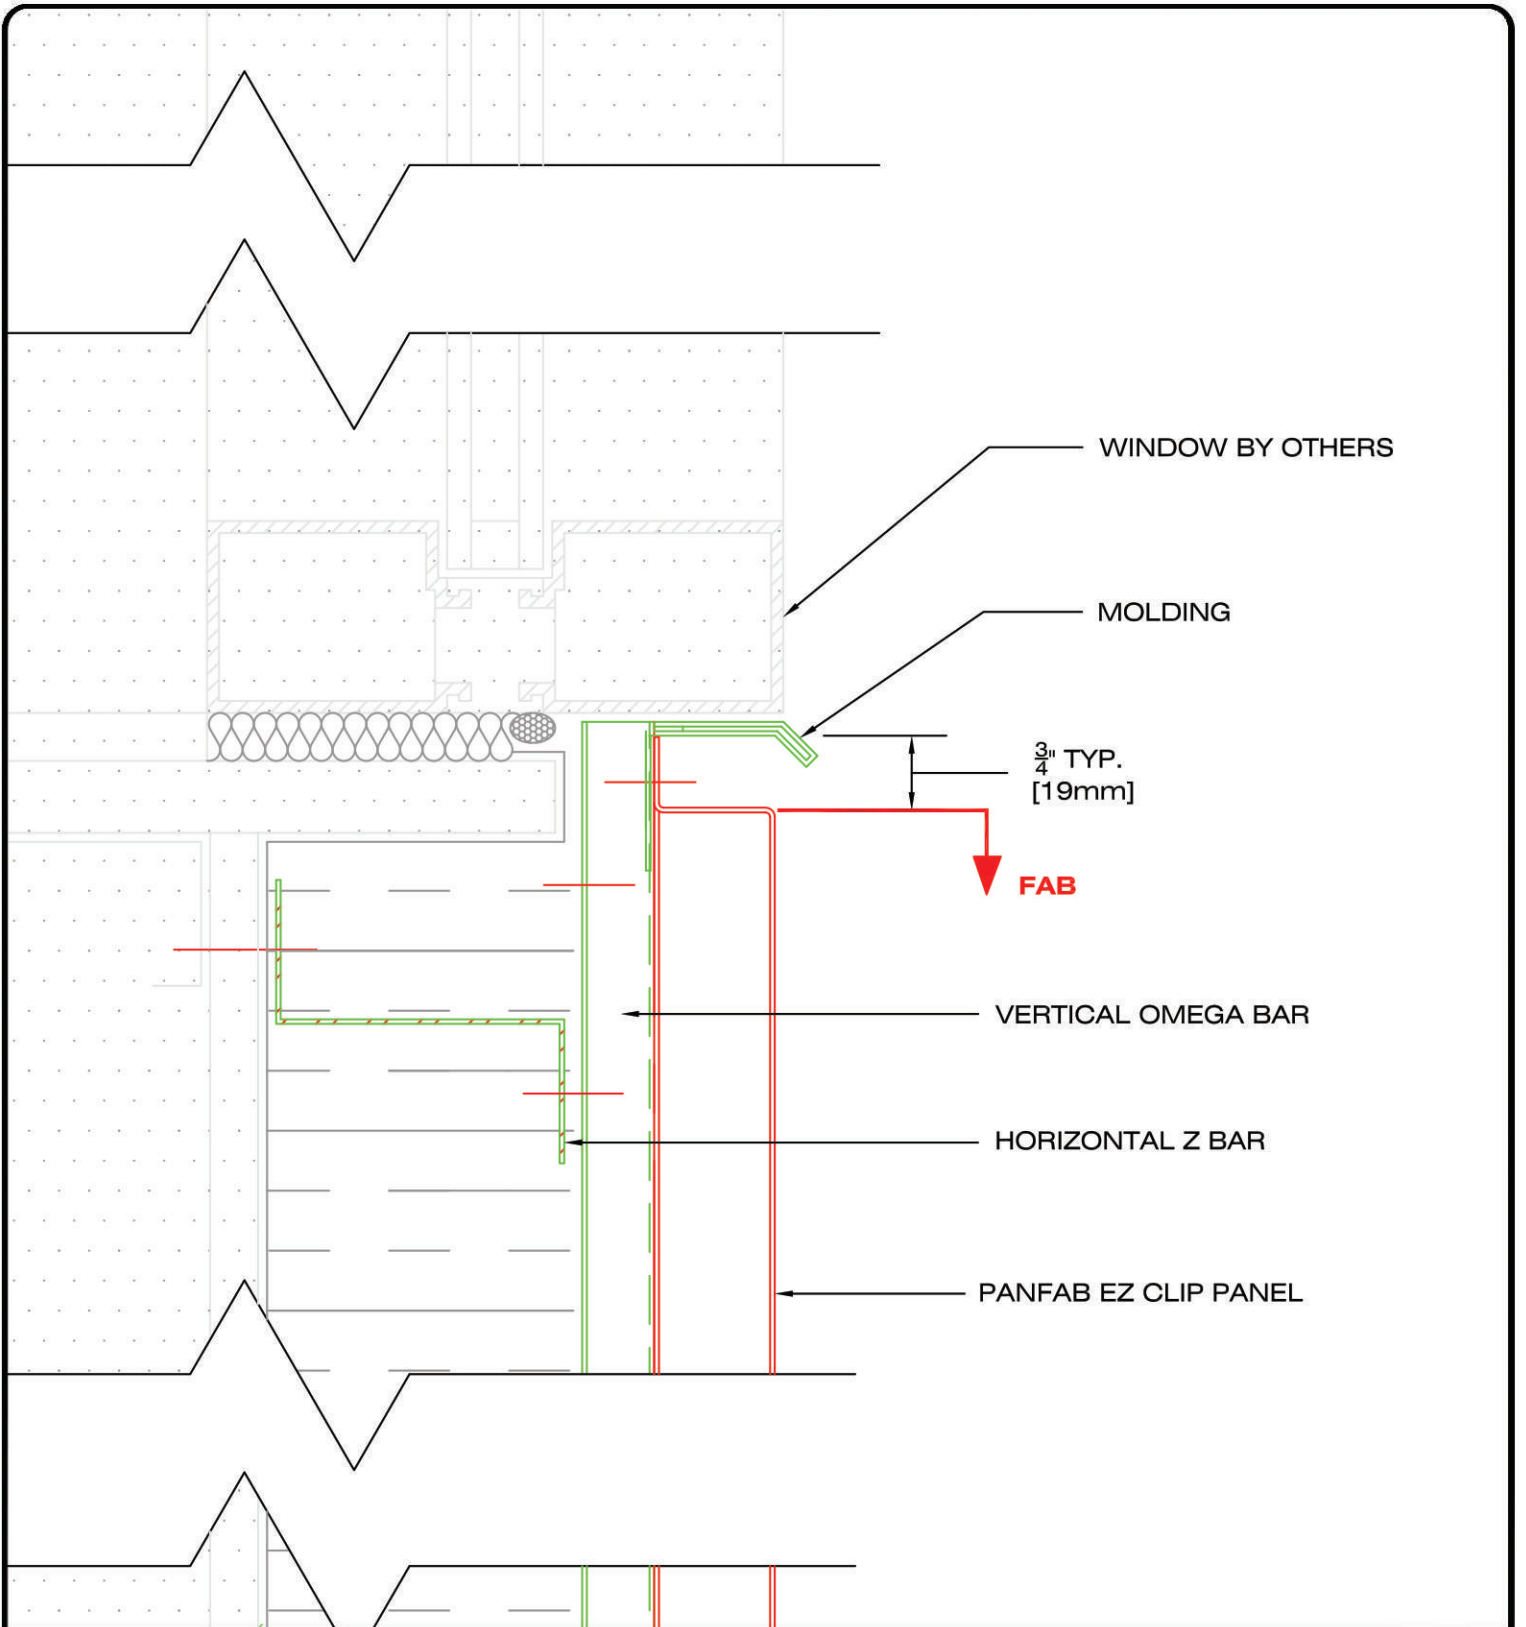 WINDOW BY OTHERS
MOLDING
3/4" TYP.
[19mm]
FAB
VERTICAL OMEGA BAR
HORIZONTAL Z BAR
PANFAB EZ CLIP PANEL